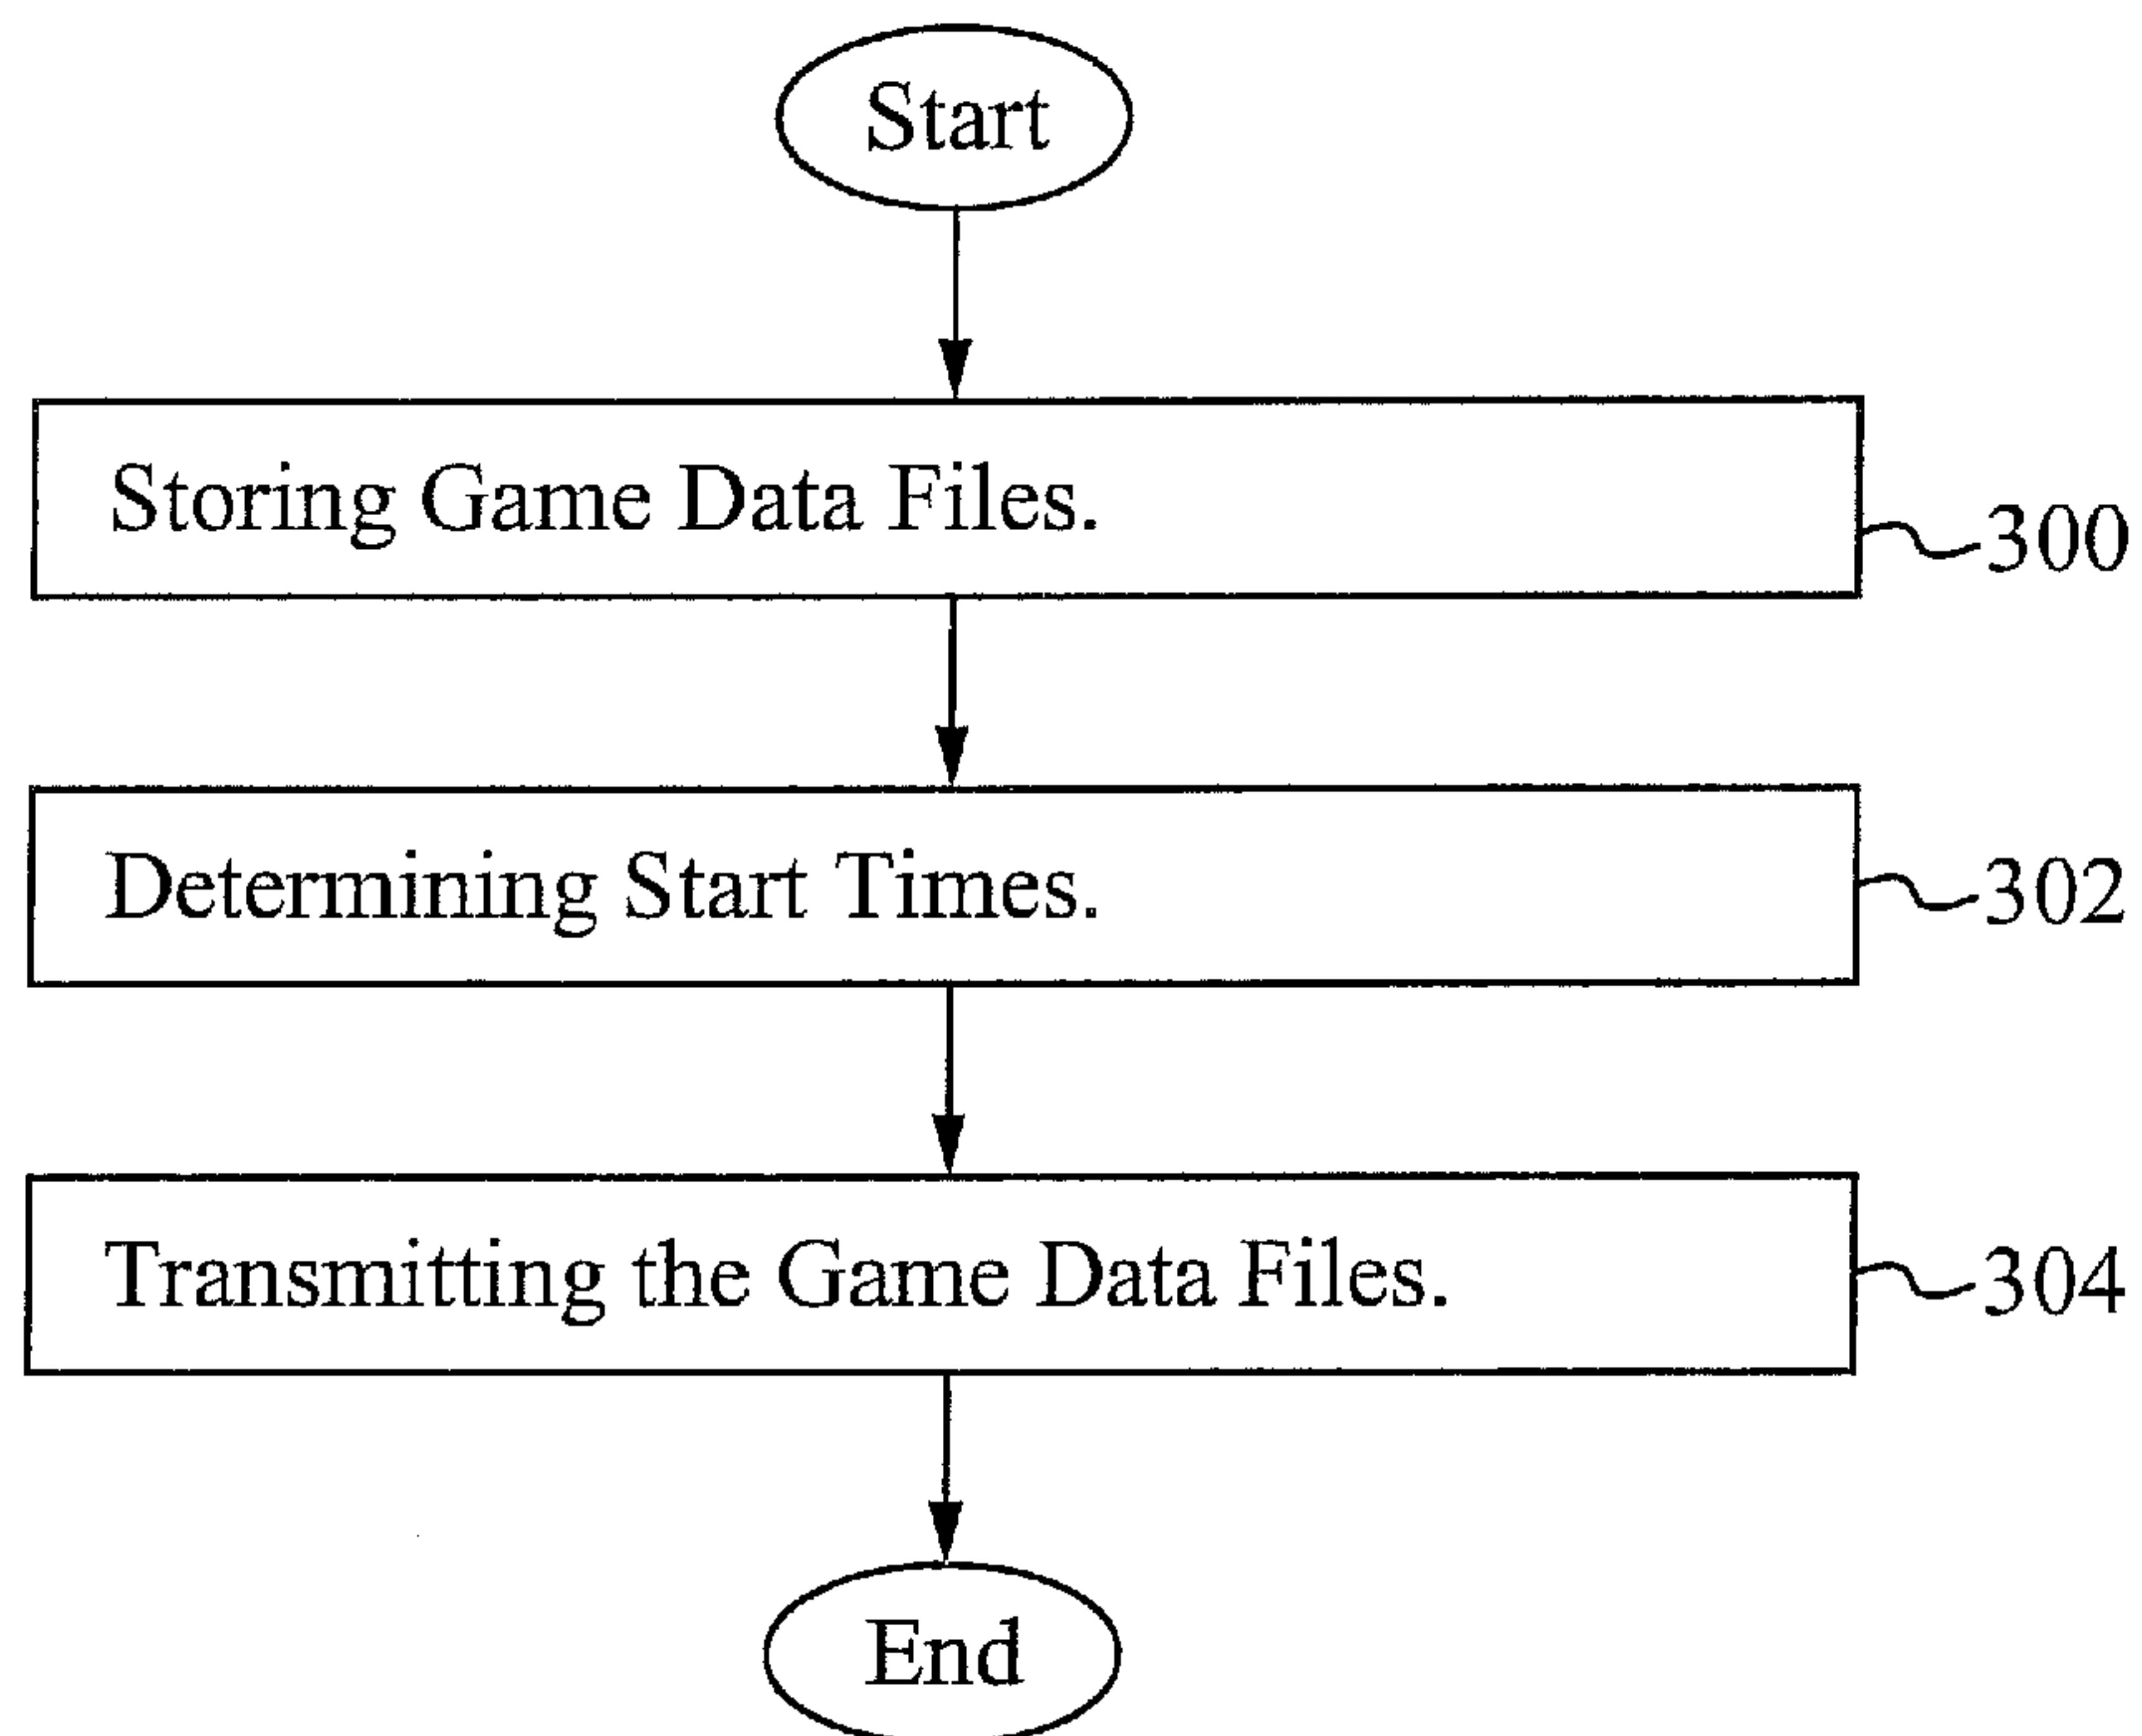 Start
Storing Game Data Files.
300
Determining Start Times.
302
Transmitting the Game Data Files.
304
End